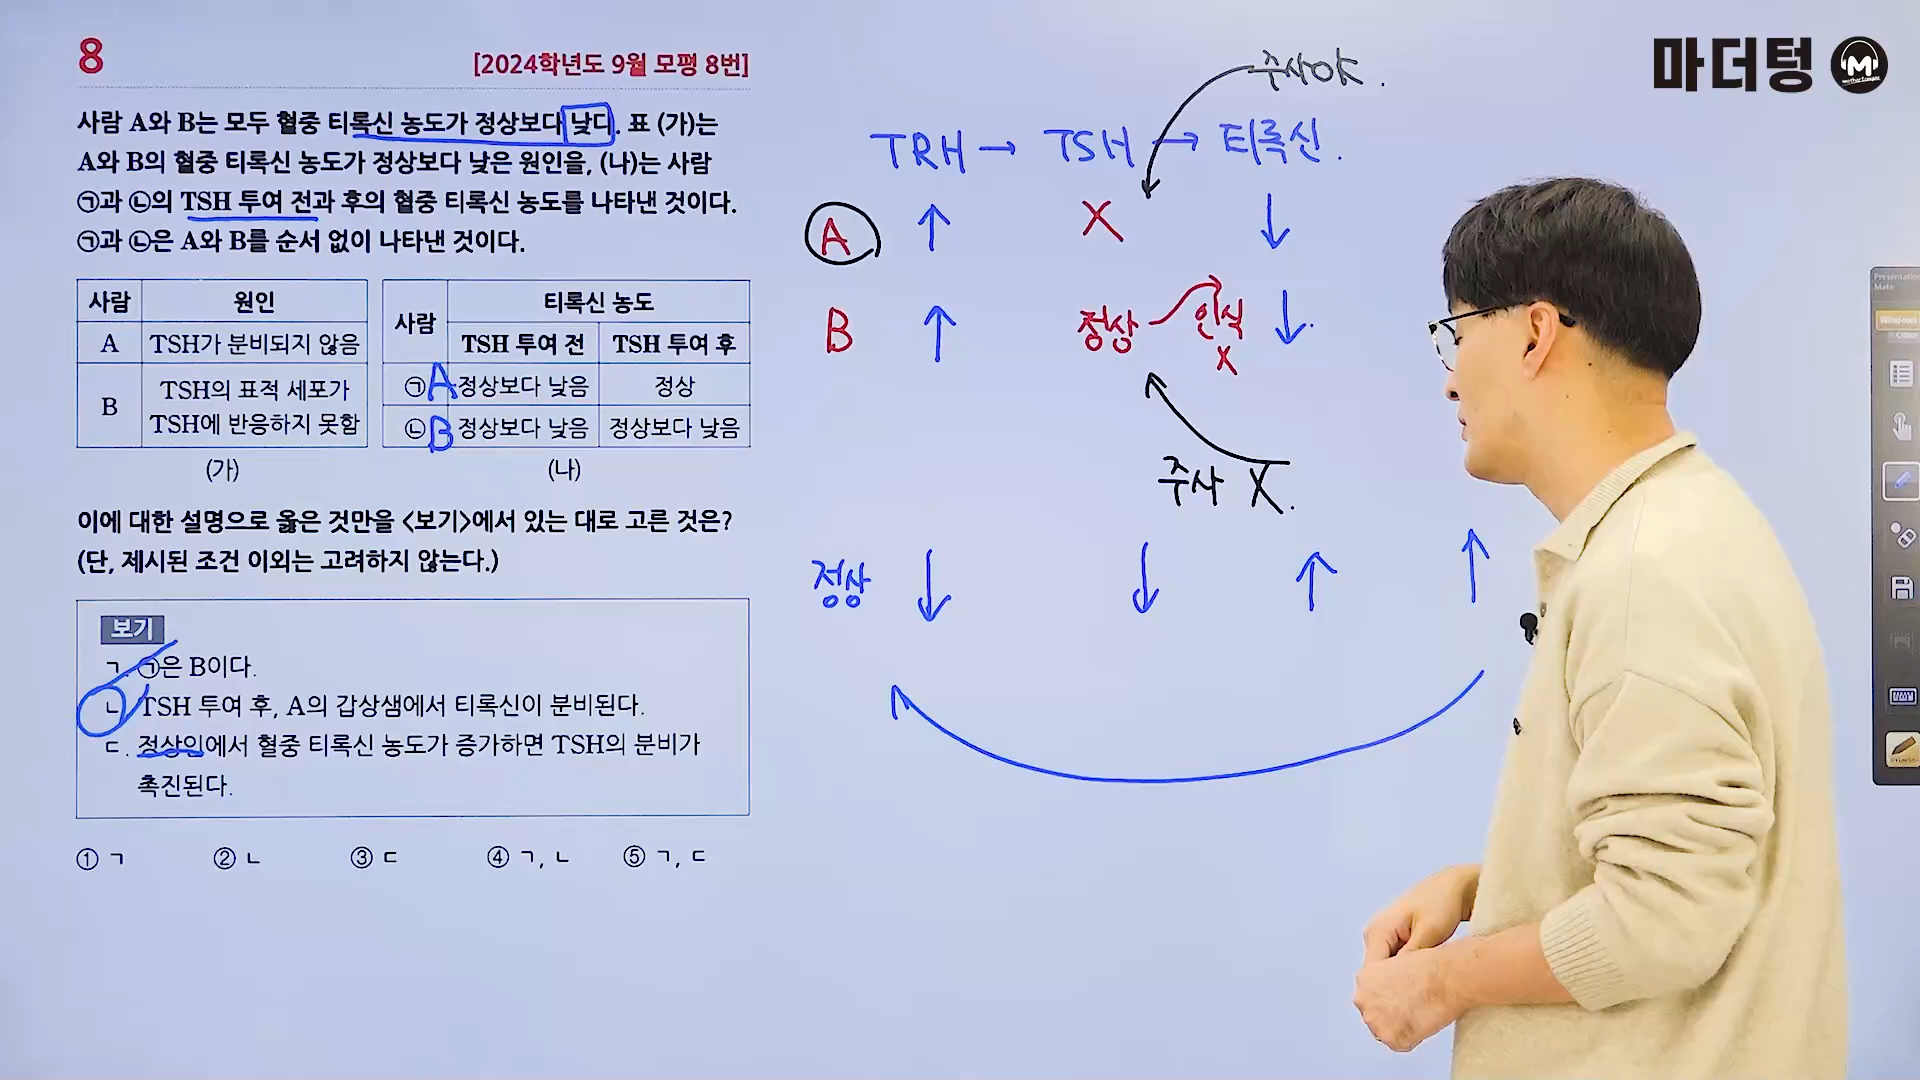 8
[2024학년도 9월 모평 8번]
사람 A와 B는 모두 혈중 티록신 농도가 정상보다 낮다. 표 (가)는
A와 B의 혈중 티록신 농도가 정상보다 낮은 원인을, (나)는 사람
㉠과 ㉡의 TSH 투여 전과 후의 혈중 티록신 농도를 나타낸 것이다.
㉠과 ㉡은 A와 B를 순서 없이 나타낸 것이다.
사람 원인
A TSH가 분비되지 않음
B TSH의 표적 세포가
TSH에 반응하지 못함
(가)
사람 티록신 농도
TSH 투여 전 TSH 투여 후
㉠ A 정상보다 낮음 정상
㉡ B 정상보다 낮음 정상보다 낮음
(나)
이에 대한 설명으로 옳은 것만을 <보기>에서 있는 대로 고른 것은?
(단, 제시된 조건 이외는 고려하지 않는다.)
보기
ㄱ. ㉠은 B이다.
ㄴ. TSH 투여 후, A의 갑상샘에서 티록신이 분비된다.
ㄷ. 정상인에서 혈중 티록신 농도가 증가하면 TSH의 분비가
촉진된다.
① ㄱ ② ㄴ ③ ㄷ ④ ㄱ, ㄴ ⑤ ㄱ, ㄷ
TRH → TSH → 티록신.
A ↑ X ↓
B ↑ 정상 인식 ↓
X
주사 X.
정상 ↓ ↓ ↑ ↑
마더텅
M
Presentation
Mate
Windows